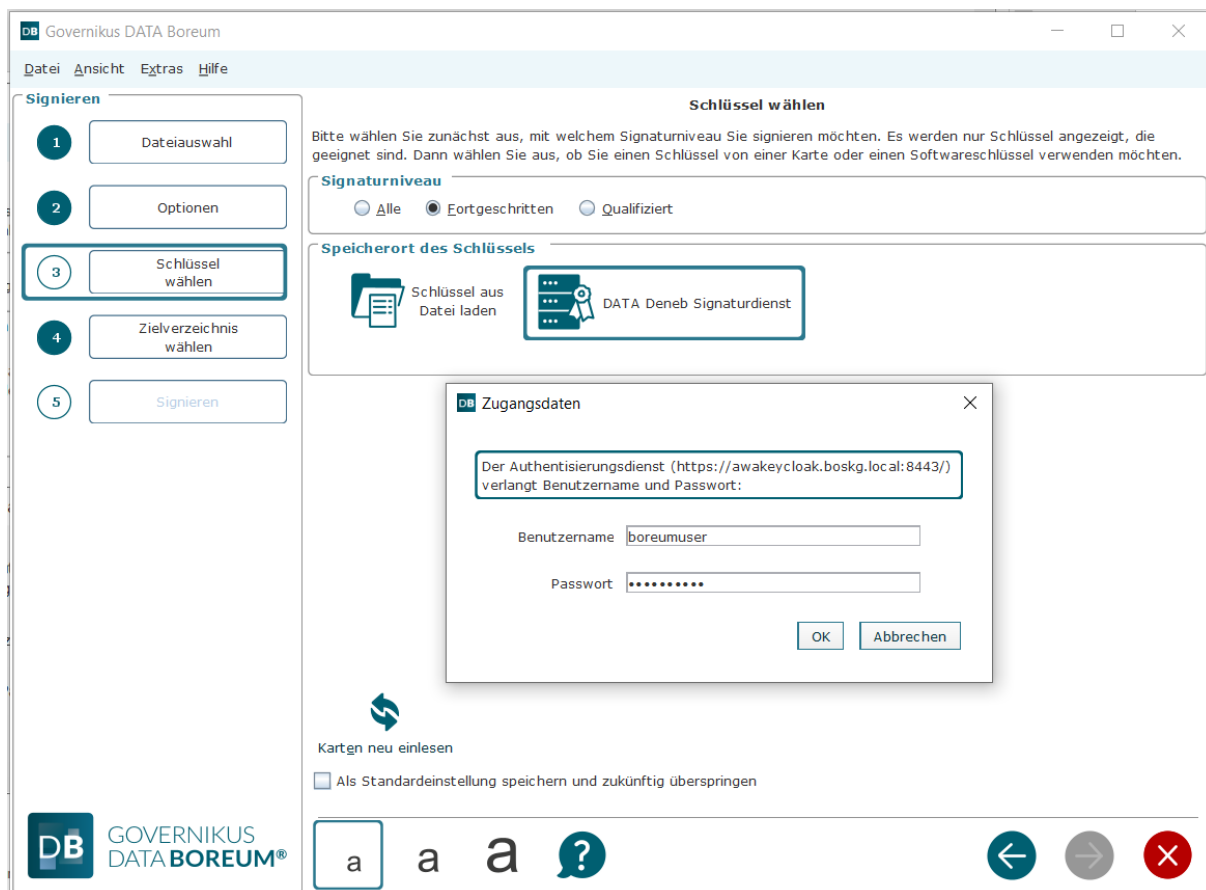 DB Governikus DATA Boreum
Datei Ansicht Extras Hilfe
Signieren
1 Dateiauswahl
2 Optionen
3 Schlüssel
wählen
4 Zielverzeichnis
wählen
5 Signieren
Schlüssel wählen
Bitte wählen Sie zunächst aus, mit welchem Signaturniveau Sie signieren möchten. Es werden nur Schlüssel angezeigt, die
geeignet sind. Dann wählen Sie aus, ob Sie einen Schlüssel von einer Karte oder einen Softwareschlüssel verwenden möchten.
Signaturniveau
Alle Fortgeschritten Qualifiziert
Speicherort des Schlüssels
Schlüssel aus
Datei laden
DATA Deneb Signaturdienst
DB Zugangsdaten
Der Authentisierungsdienst (https://awakeycloak.boskg.local:8443/)
verlangt Benutzername und Passwort:
Benutzername boreumuser
Passwort ••••••••••
OK Abbrechen
Karten neu einlesen
Als Standardeinstellung speichern und zukünftig überspringen
DB GOVERNIKUS
DATA BOREUM®
a a a ?